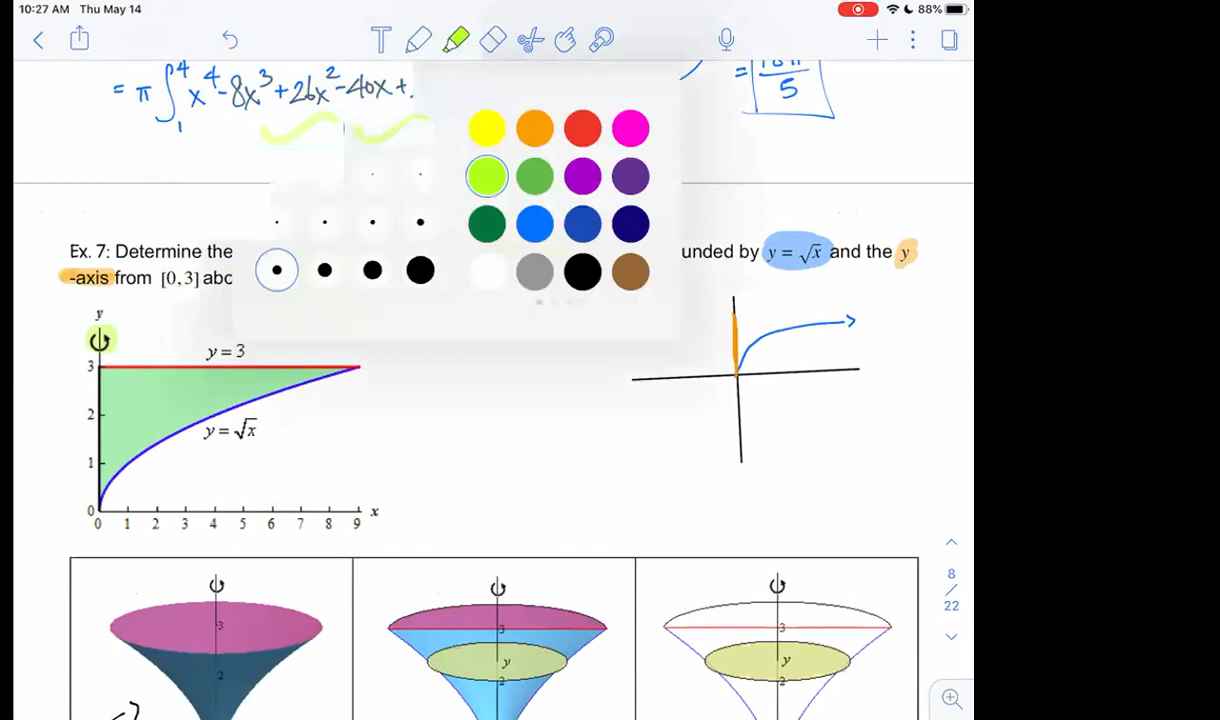 10:27 AM Thu May 14
88%
T
= π ∫₁⁴ x⁴ - 8x³ + 26x² - 40x +
=
5
Ex. 7: Determine the unded by y = √x and the y
-axis from [0,3] abo
y
3
2
1
0
y = 3
y = √x
0 1 2 3 4 5 6 7 8 9 x
8
/
22
3
2
3
y
2
3
y
2